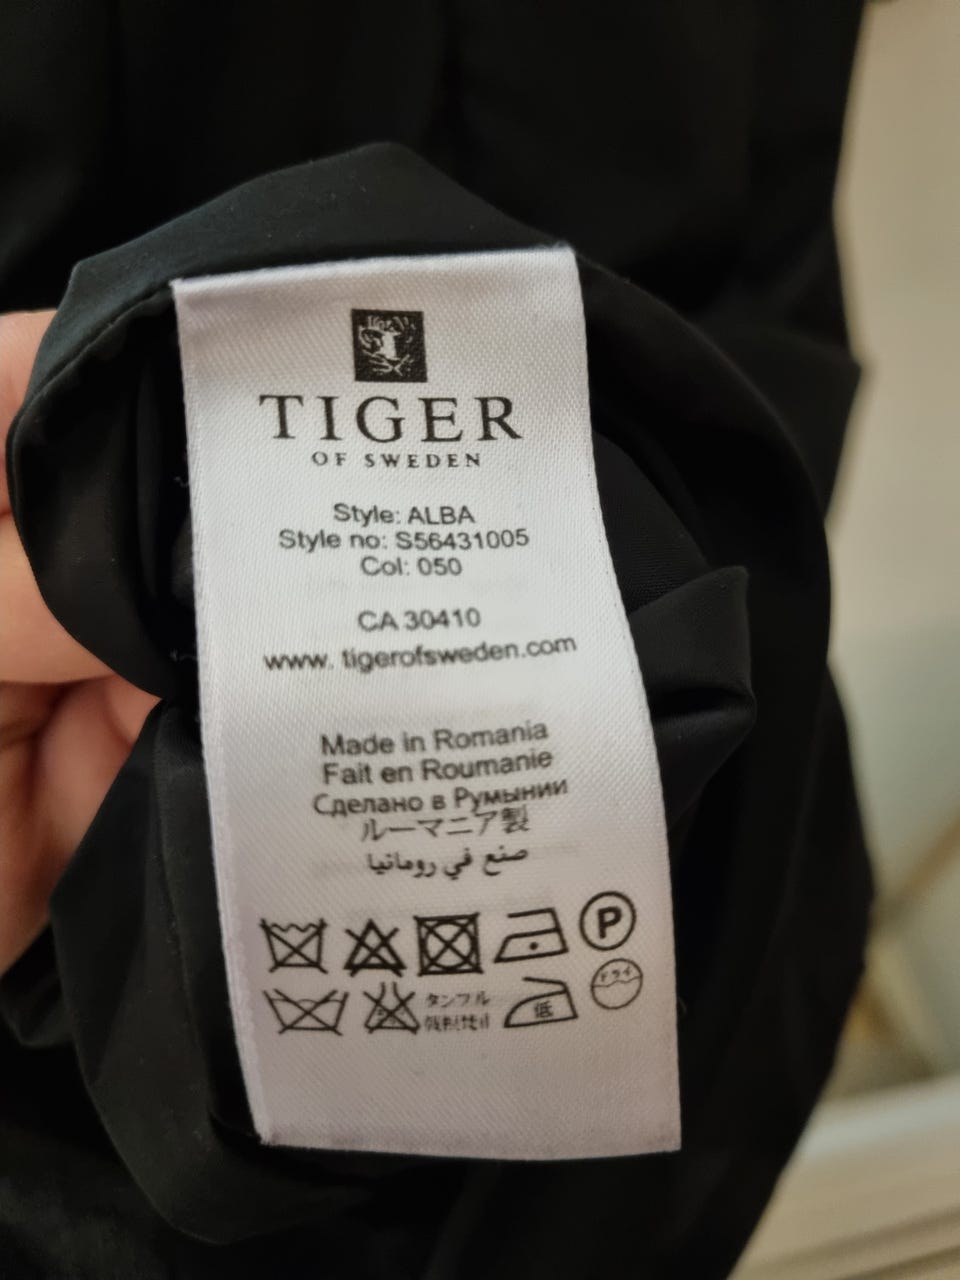 TIGER
OF SWEDEN
Style: ALBA
Style no: S56431005
Col: 050
CA 30410
www. tigerofsweden.com
Made in Romania
Fait en Roumanie
Сделано в Румынии
ルーマニア製
صنع في رومانيا
P
タンブル
低
ドライ